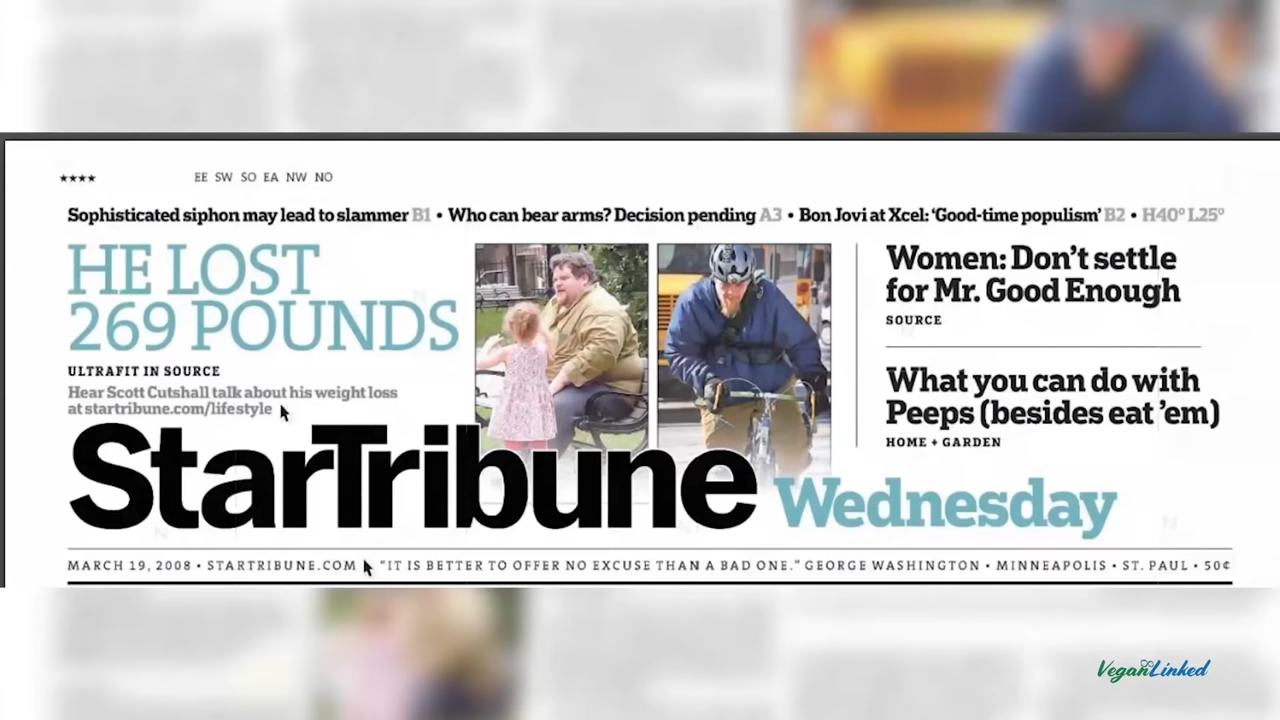 ★★★★ EE SW SO EA NW NO
Sophisticated siphon may lead to slammer B1 • Who can bear arms? Decision pending A3 • Bon Jovi at Xcel: ‘Good-time populism’ B2 • H40° L25°
HE LOST
269 POUNDS
ULTRAFIT IN SOURCE
Hear Scott Cutshall talk about his weight loss
at startribune.com/lifestyle
Women: Don’t settle
for Mr. Good Enough
SOURCE
What you can do with
Peeps (besides eat ’em)
HOME + GARDEN
StarTribune Wednesday
MARCH 19, 2008 • STARTRIBUNE.COM • “IT IS BETTER TO OFFER NO EXCUSE THAN A BAD ONE.” GEORGE WASHINGTON • MINNEAPOLIS • ST. PAUL • 50¢
VeganLinked